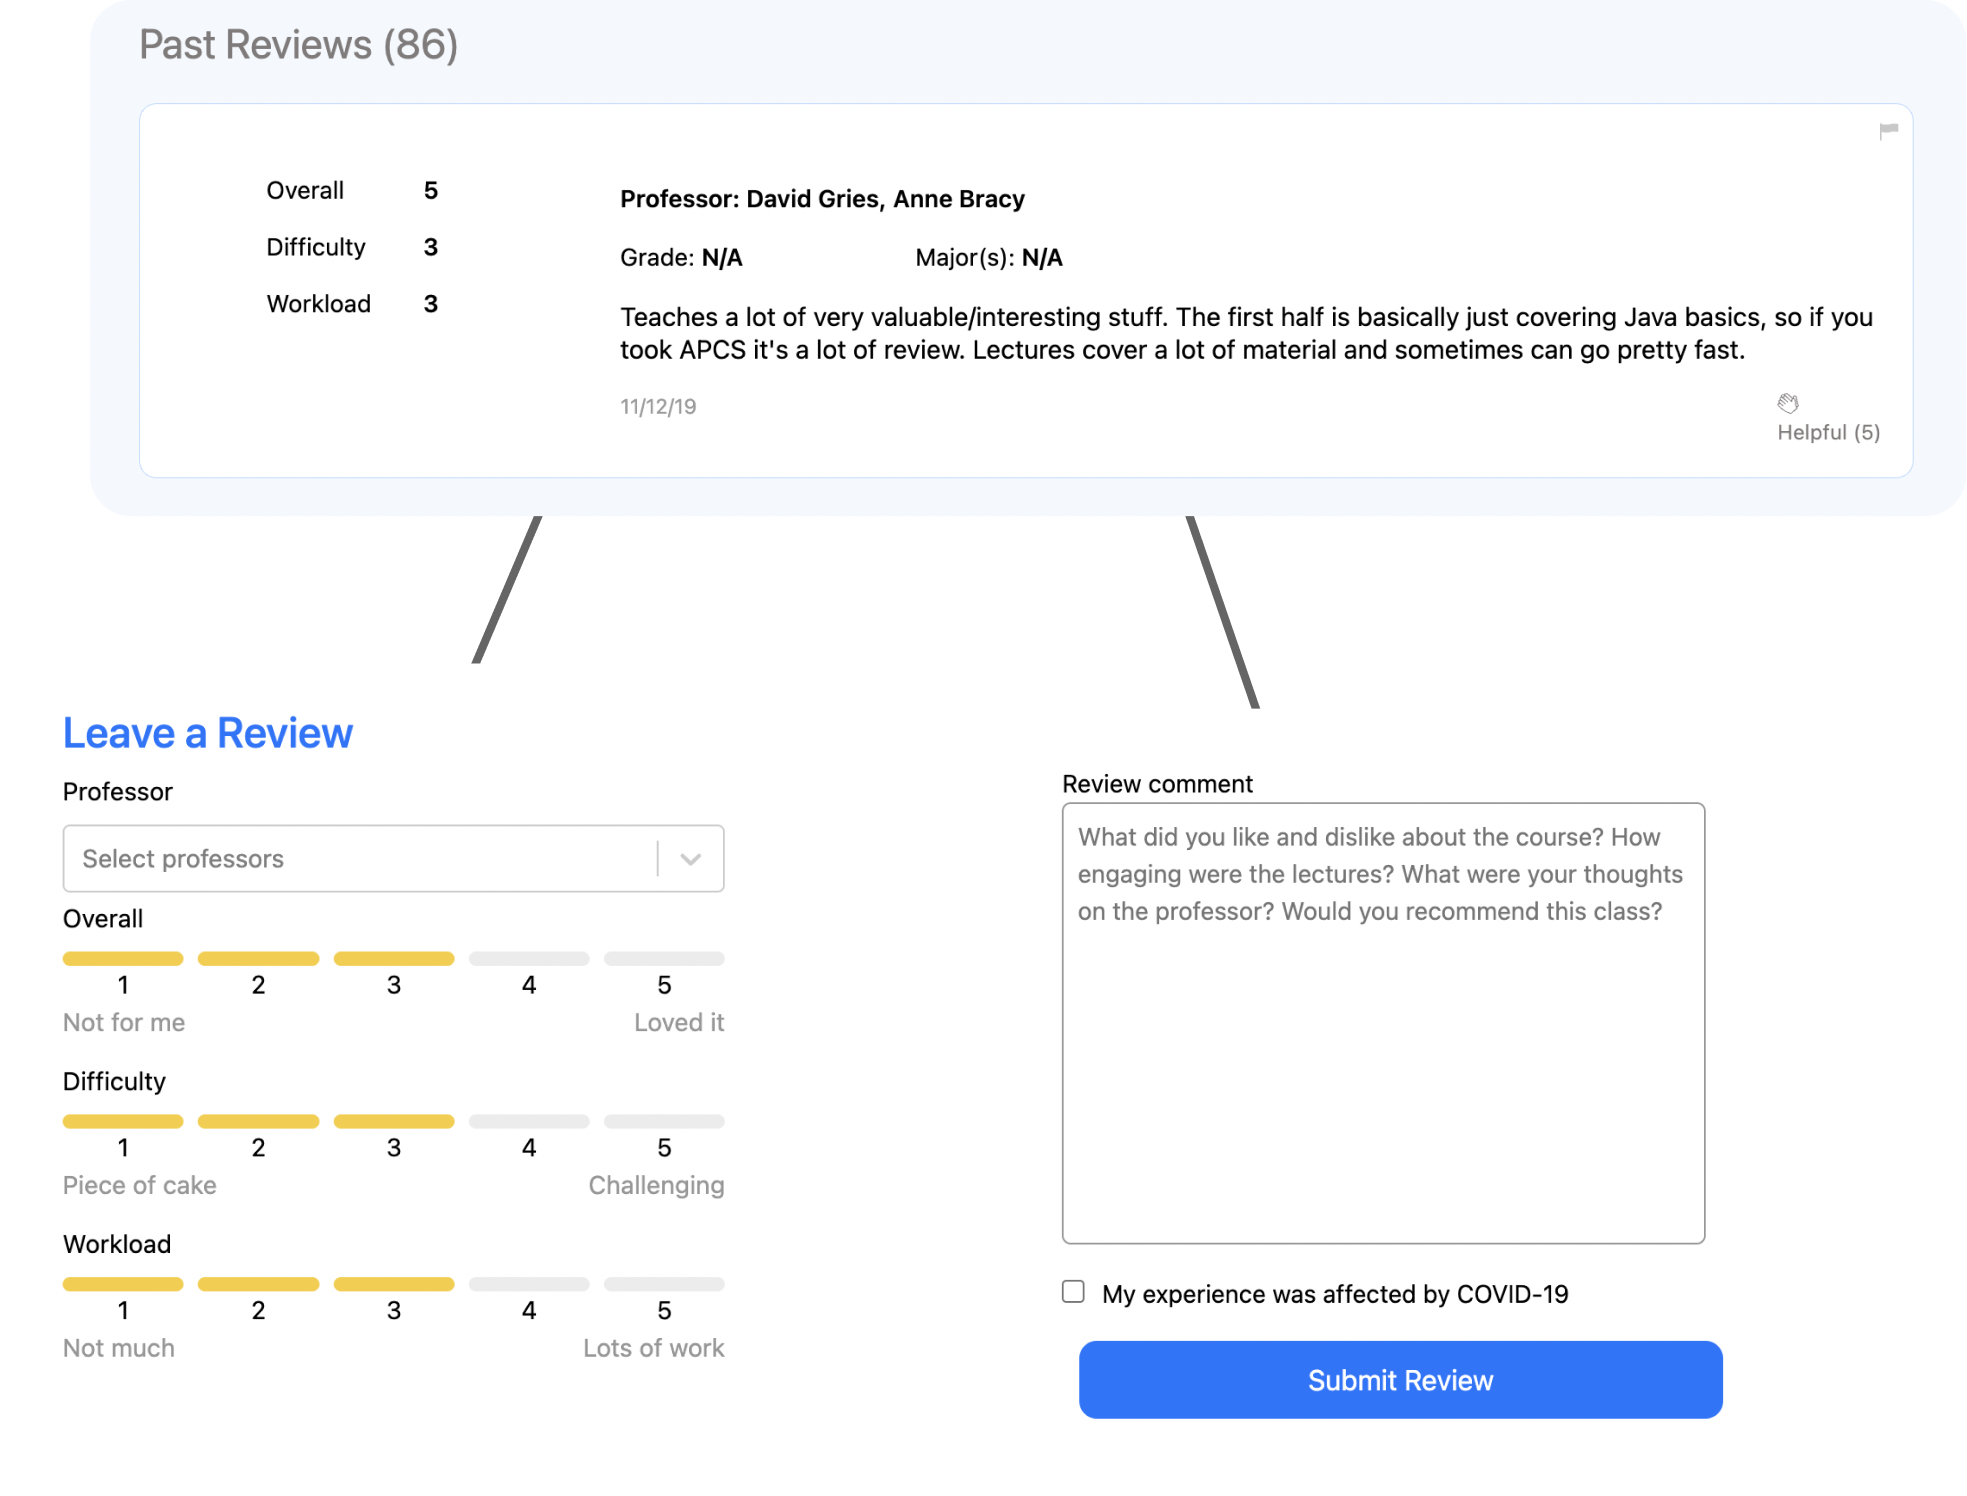 Past Reviews (86)
Overall 5
Difficulty 3
Workload 3
Professor: David Gries, Anne Bracy
Grade: N/A Major(s): N/A
Teaches a lot of very valuable/interesting stuff. The first half is basically just covering Java basics, so if you
took APCS it's a lot of review. Lectures cover a lot of material and sometimes can go pretty fast.
11/12/19
Helpful (5)
Leave a Review
Professor
Select professors
Overall
1 2 3 4 5
Not for me Loved it
Difficulty
1 2 3 4 5
Piece of cake Challenging
Workload
1 2 3 4 5
Not much Lots of work
Review comment
What did you like and dislike about the course? How
engaging were the lectures? What were your thoughts
on the professor? Would you recommend this class?
My experience was affected by COVID-19
Submit Review